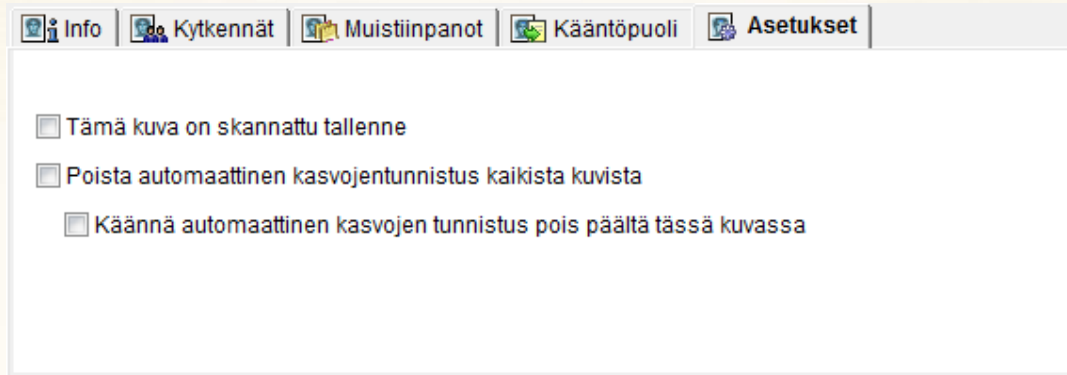 Info Kytkennät Muistiinpanot Kääntöpuoli Asetukset
Tämä kuva on skannattu tallenne
Poista automaattinen kasvojentunnistus kaikista kuvista
Käännä automaattinen kasvojen tunnistus pois päältä tässä kuvassa